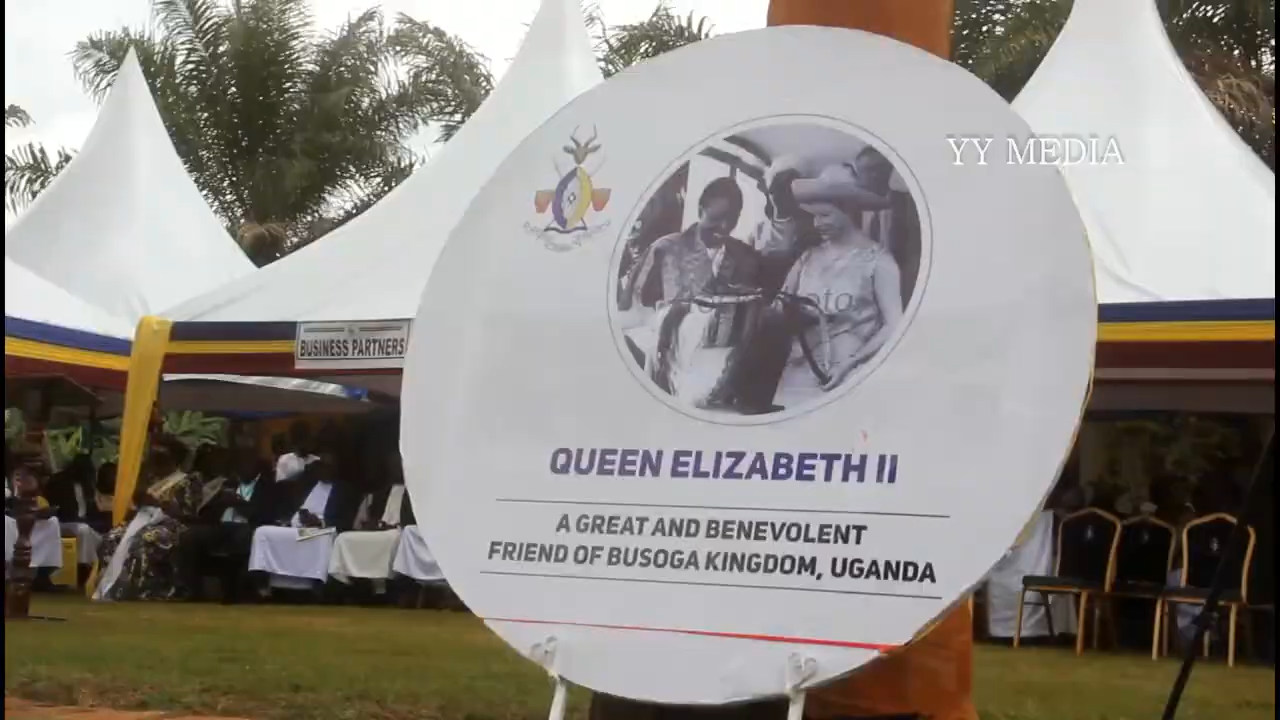 YY MEDIA
BUSINESS PARTNERS
QUEEN ELIZABETH II
A GREAT AND BENEVOLENT
FRIEND OF BUSOGA KINGDOM, UGANDA